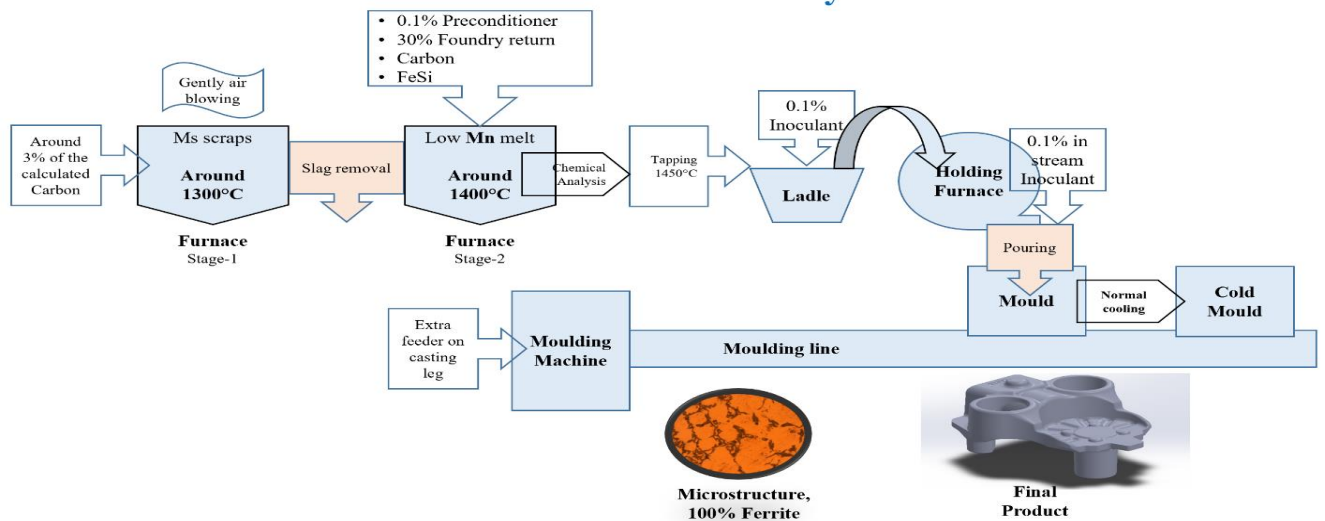 y
• 0.1% Preconditioner
• 30% Foundry return
• Carbon
• FeSi
Gently air
blowing
Around
3% of the
calculated
Carbon
Ms scraps
Around
1300°C
Slag removal
Low Mn melt
Around
1400°C
Chemical
Analysis
Tapping
1450°C
0.1%
Inoculant
Ladle
Holding
Furnace
0.1% in
stream
Inoculant
Furnace
Stage-1
Furnace
Stage-2
Pouring
Mould
Normal
cooling
Cold
Mould
Extra
feeder on
casting
leg
Moulding
Machine
Moulding line
Microstructure,
100% Ferrite
Final
Product